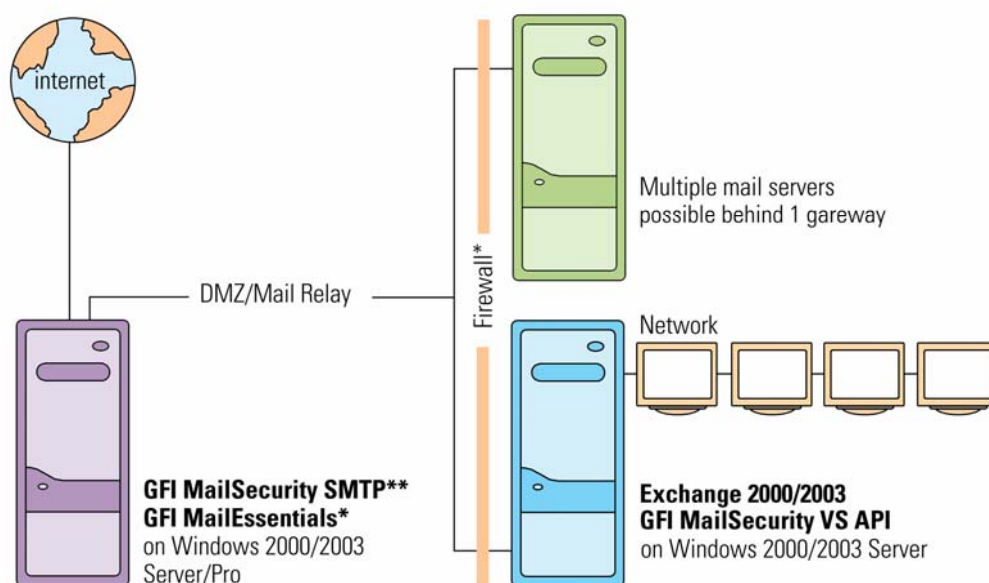 internet
Multiple mail servers
possible behind 1 gareway
DMZ/Mail Relay
Firewall*
Network
GFI MailSecurity SMTP**
GFI MailEssentials*
on Windows 2000/2003
Server/Pro
Exchange 2000/2003
GFI MailSecurity VS API
on Windows 2000/2003 Server